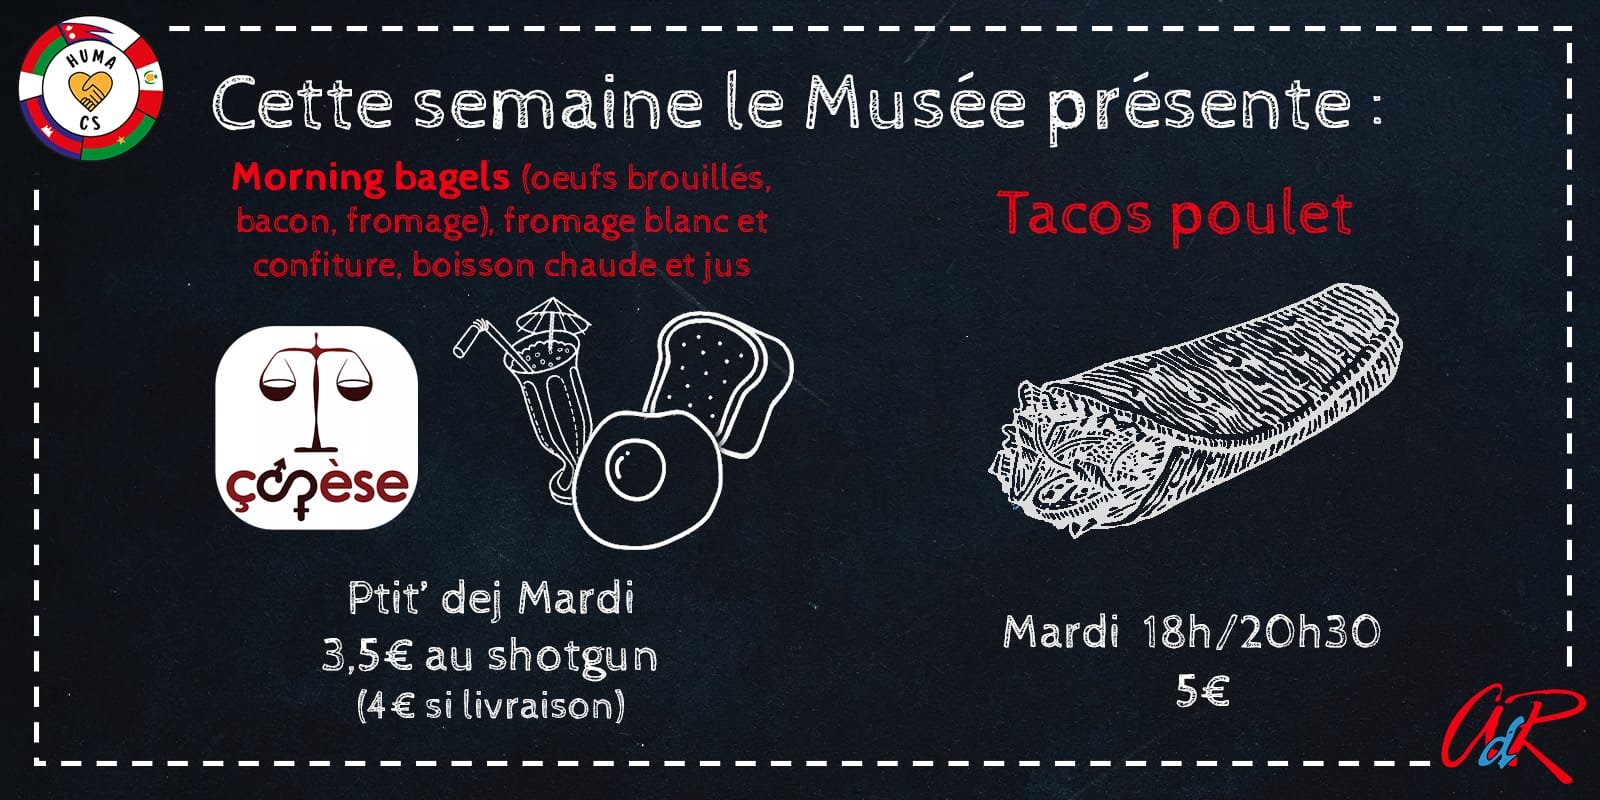 HUMA
CS
Cette semaine le Musée présente :
Morning bagels (oeufs brouillés,
bacon, fromage), fromage blanc et
confiture, boisson chaude et jus
çonèse
Ptit' dej Mardi
3,5€ au shotgun
(4€ si livraison)
Tacos poulet
Mardi 18h/20h30
5€
AdR